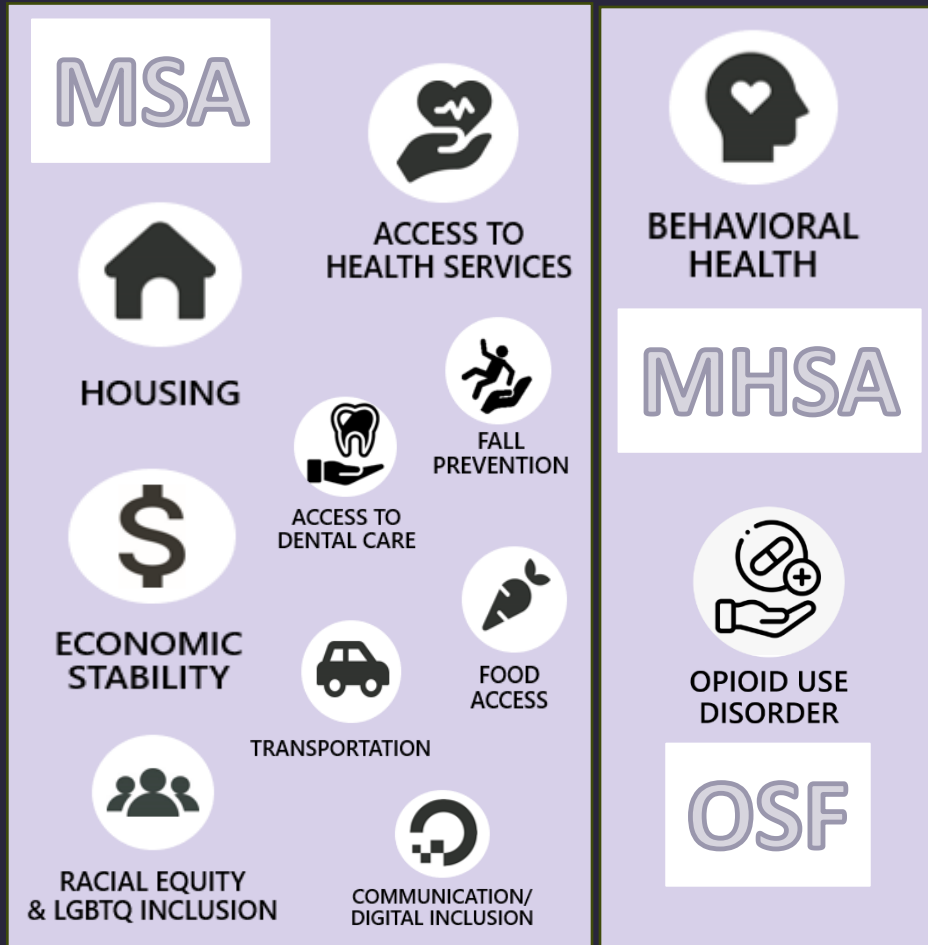 MSA
ACCESS TO
HEALTH SERVICES
HOUSING
FALL
PREVENTION
ACCESS TO
DENTAL CARE
ECONOMIC
STABILITY
FOOD
ACCESS
TRANSPORTATION
RACIAL EQUITY
& LGBTQ INCLUSION
COMMUNICATION/
DIGITAL INCLUSION
BEHAVIORAL
HEALTH
MHSA
OPIOID USE
DISORDER
OSF